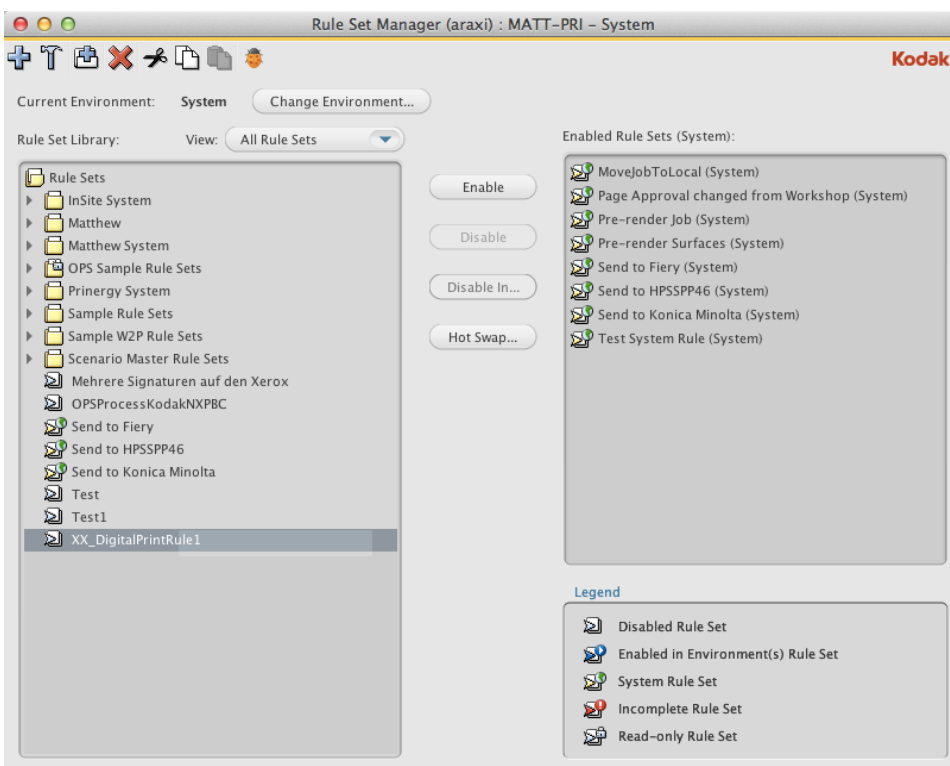 Rule Set Manager (araxi) : MATT-PRI – System
Kodak
Current Environment: System Change Environment...
Rule Set Library: View: All Rule Sets
Rule Sets
InSite System
Matthew
Matthew System
OPS Sample Rule Sets
Prinergy System
Sample Rule Sets
Sample W2P Rule Sets
Scenario Master Rule Sets
Mehrere Signaturen auf den Xerox
OPSProcessKodakNXPBC
Send to Fiery
Send to HPSSPP46
Send to Konica Minolta
Test
Test1
XX_DigitalPrintRule1
Enable
Disable
Disable In...
Hot Swap...
Enabled Rule Sets (System):
MoveJobToLocal (System)
Page Approval changed from Workshop (System)
Pre-render Job (System)
Pre-render Surfaces (System)
Send to Fiery (System)
Send to HPSSPP46 (System)
Send to Konica Minolta (System)
Test System Rule (System)
Legend
Disabled Rule Set
Enabled in Environment(s) Rule Set
System Rule Set
Incomplete Rule Set
Read-only Rule Set